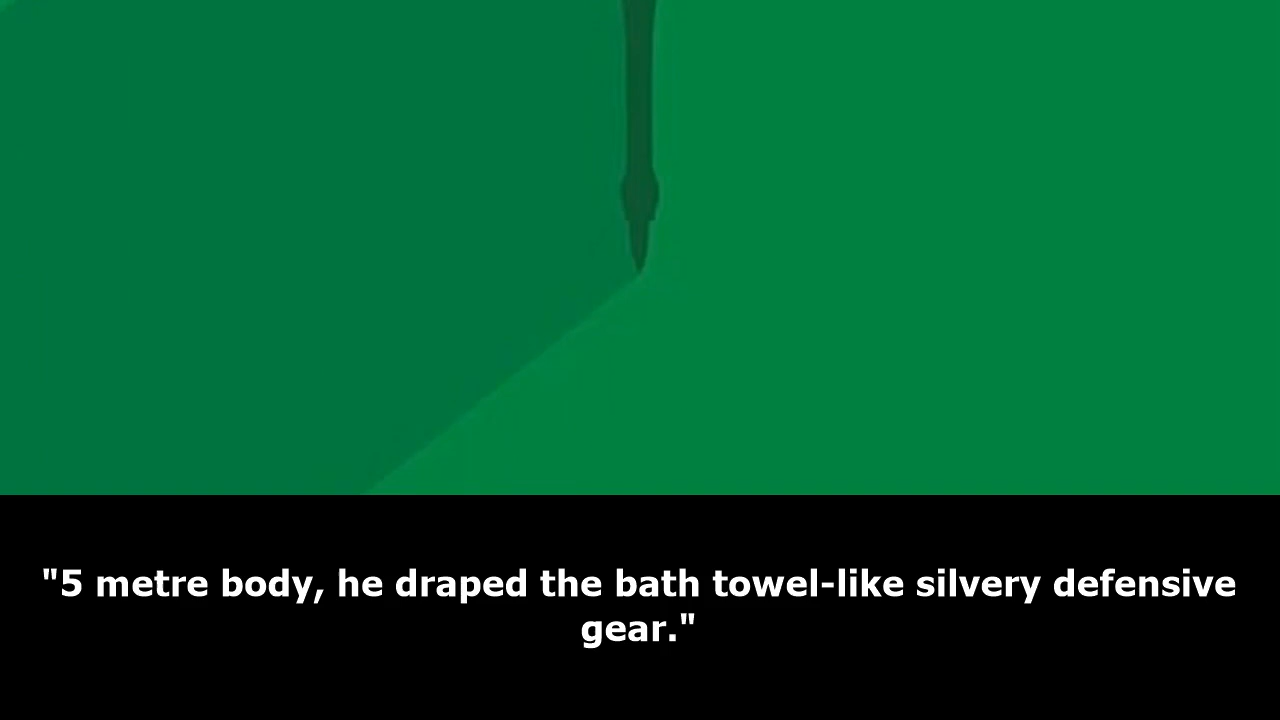 "5 metre body, he draped the bath towel-like silvery defensive
gear."